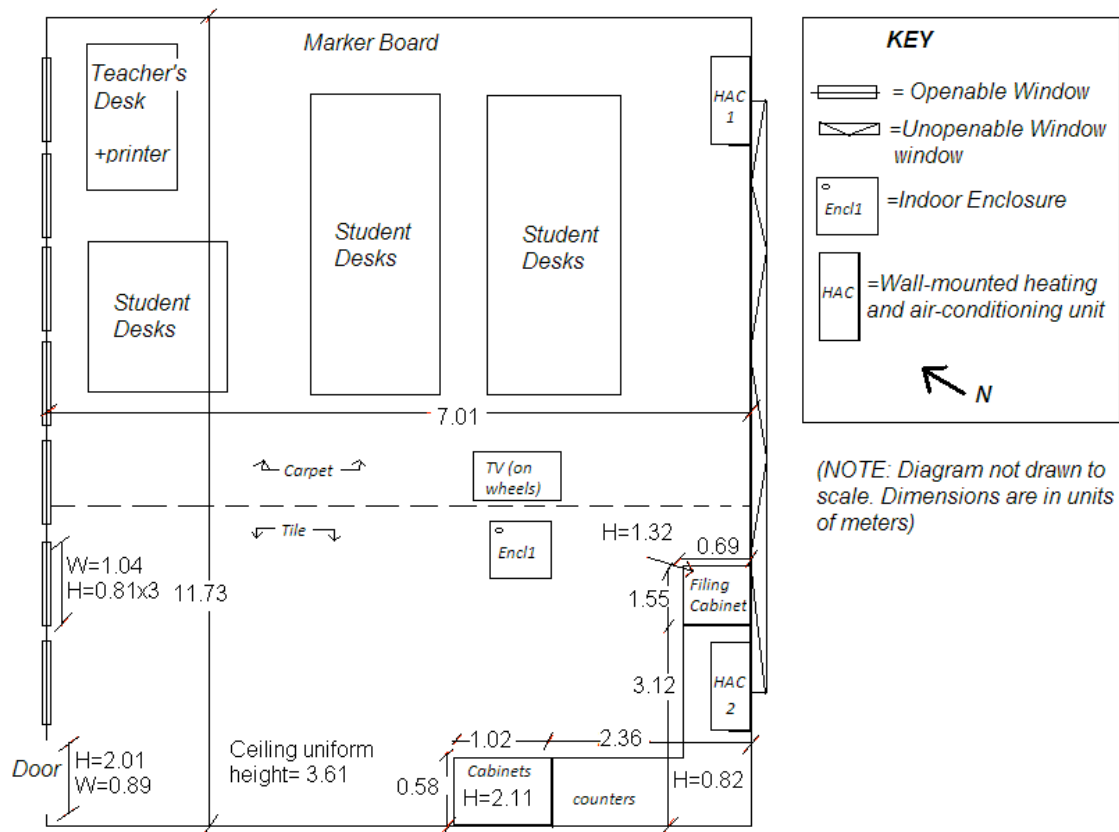 Marker Board
Teacher's
Desk
+printer
HAC
1
Student
Desks
Student
Desks
Student
Desks
7.01
Carpet
TV (on
wheels)
Tile
Encl1
H=1.32
0.69
W=1.04
H=0.81x3
11.73
1.55
Filing
Cabinet
3.12
HAC
2
1.02
2.36
Door
H=2.01
W=0.89
Ceiling uniform
height= 3.61
0.58
Cabinets
H=2.11
counters
H=0.82
KEY
= Openable Window
=Unopenable Window
window
Encl1
=Indoor Enclosure
HAC
=Wall-mounted heating
and air-conditioning unit
N
(NOTE: Diagram not drawn to
scale. Dimensions are in units
of meters)